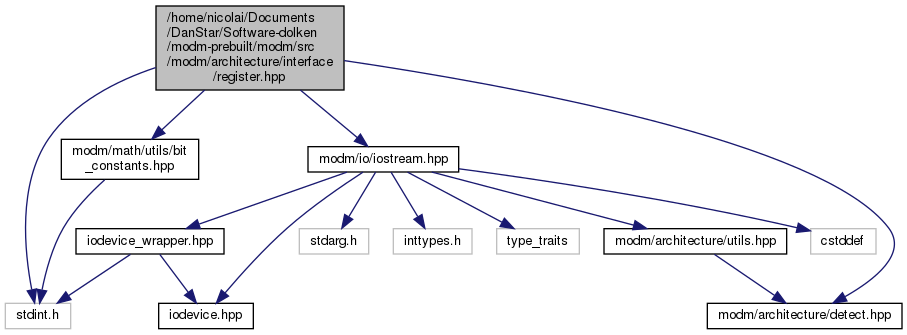 /home/nicolai/Documents
/DanStar/Software-dolken
/modm-prebuilt/modm/src
/modm/architecture/interface
/register.hpp
modm/math/utils/bit
_constants.hpp
modm/io/iostream.hpp
iodevice_wrapper.hpp
stdarg.h
inttypes.h
type_traits
modm/architecture/utils.hpp
cstddef
stdint.h
iodevice.hpp
modm/architecture/detect.hpp